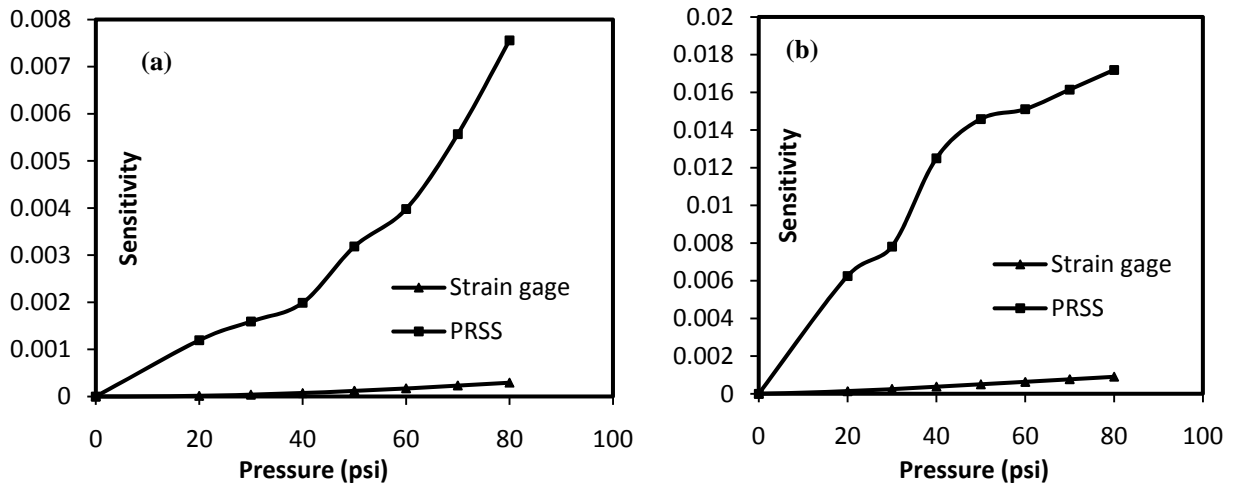 0.008
0.007
0.006
0.005
0.004
0.003
0.002
0.001
0
(a)
Sensitivity
Strain gage
PRSS
0 20 40 60 80 100
Pressure (psi)
0.02
0.018
0.016
0.014
0.012
0.01
0.008
0.006
0.004
0.002
0
(b)
Sensitivity
Strain gage
PRSS
0 20 40 60 80 100
Pressure (psi)